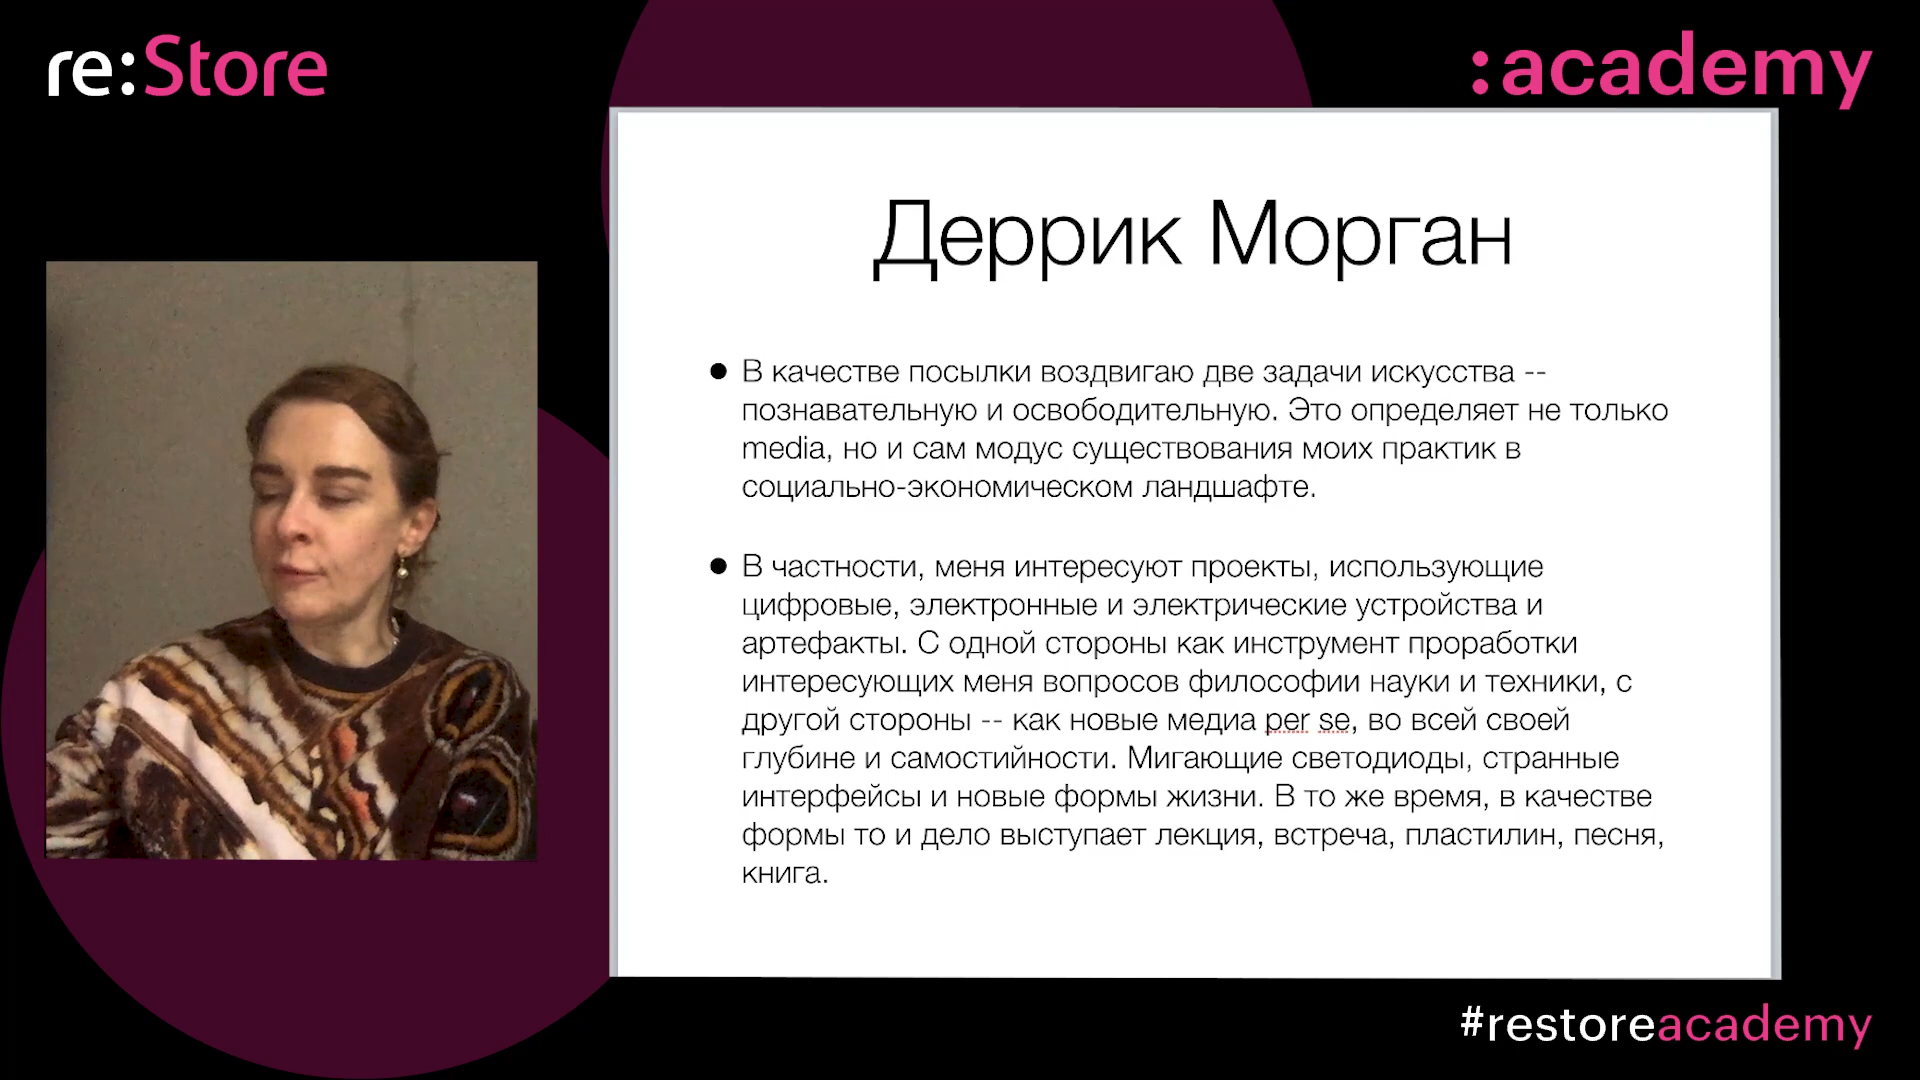 re:Store
:academy
Деррик Морган
● В качестве посылки воздвигаю две задачи искусства --
познавательную и освободительную. Это определяет не только
media, но и сам модус существования моих практик в
социально-экономическом ландшафте.
● В частности, меня интересуют проекты, использующие
цифровые, электронные и электрические устройства и
артефакты. С одной стороны как инструмент проработки
интересующих меня вопросов философии науки и техники, с
другой стороны -- как новые медиа per se, во всей своей
глубине и самостийности. Мигающие светодиоды, странные
интерфейсы и новые формы жизни. В то же время, в качестве
формы то и дело выступает лекция, встреча, пластилин, песня,
книга.
#restoreacademy